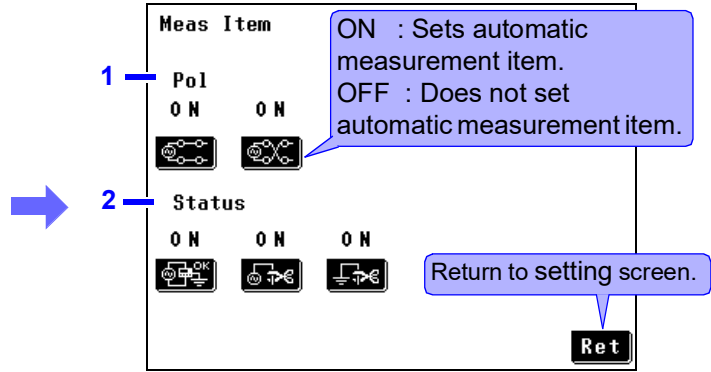 Meas Item
ON : Sets automatic
measurement item.
OFF : Does not set
automatic measurement item.
1
Pol
ON ON
2
Status
ON ON ON
OK
Return to setting screen.
Ret